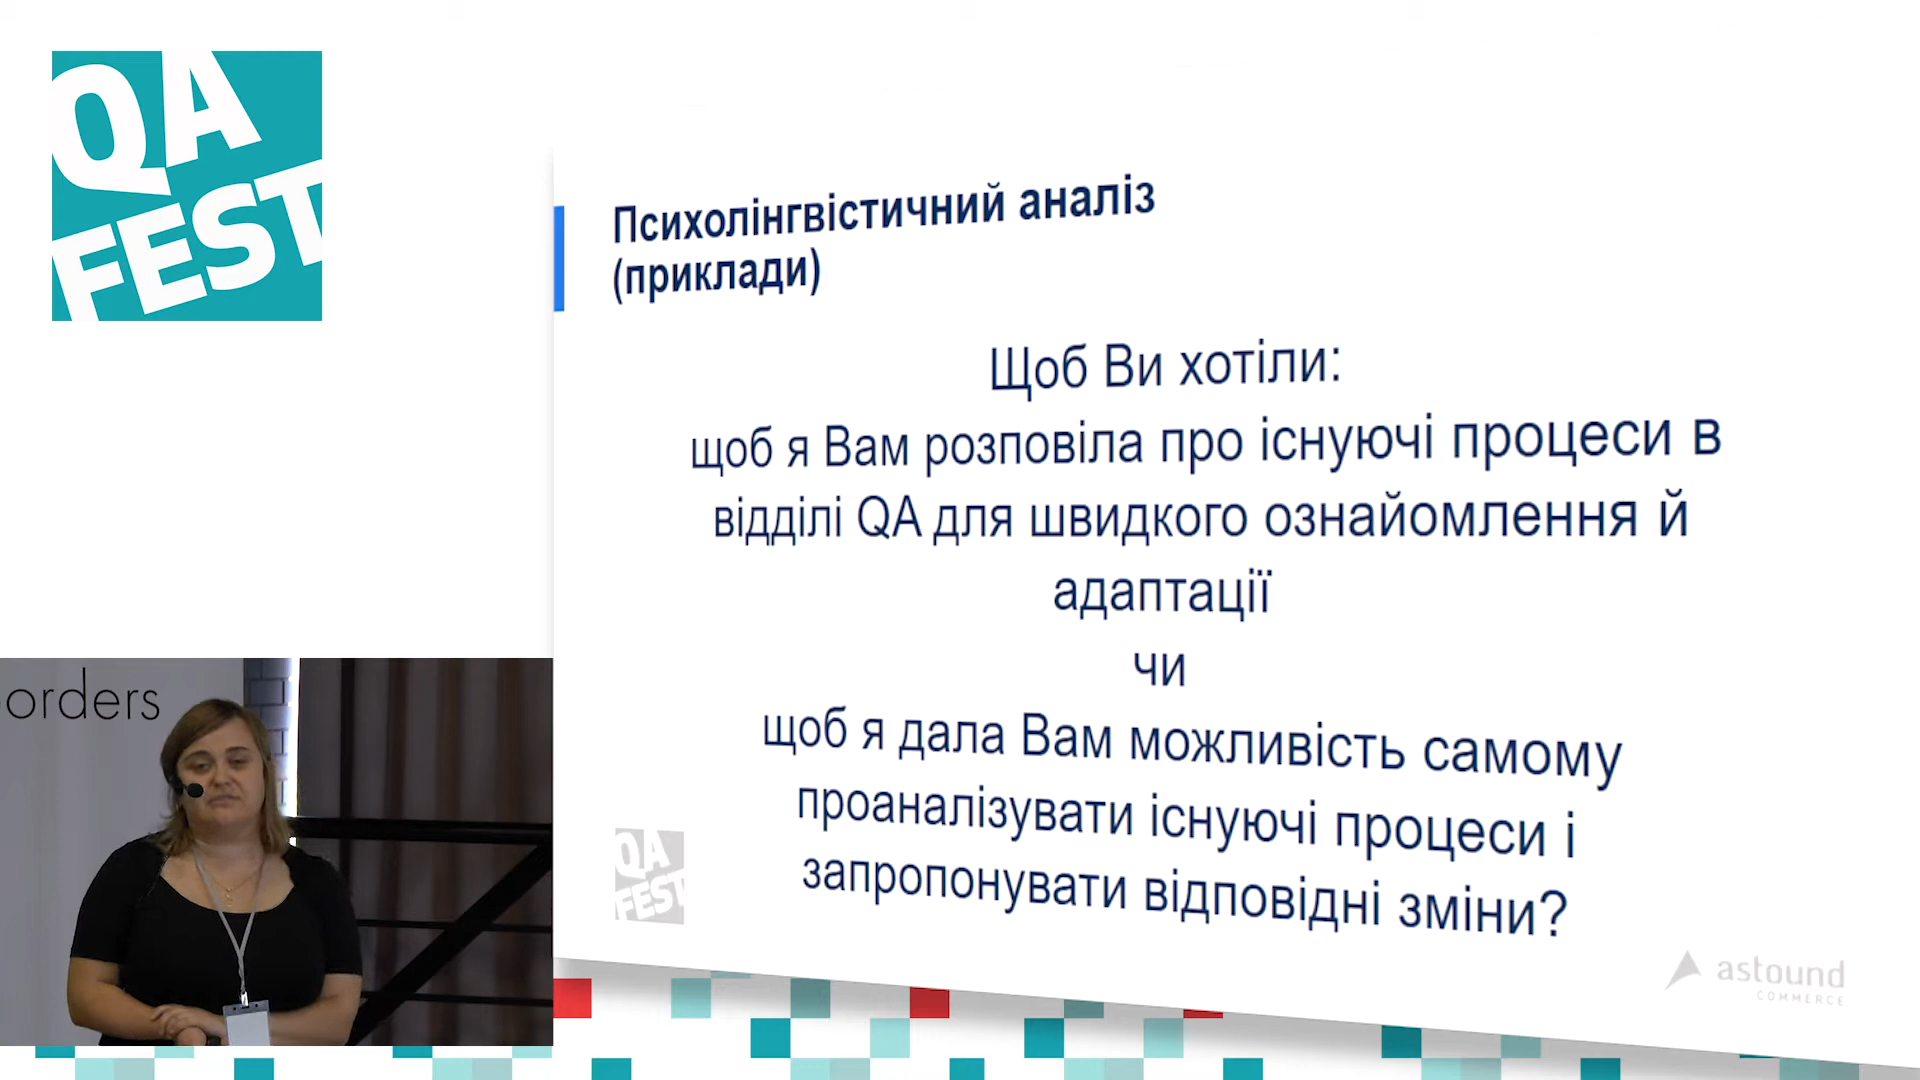 QA
FEST
Психолінгвістичний аналіз
(приклади)
Щоб Ви хотіли:
щоб я Вам розповіла про існуючі процеси в
відділі QA для швидкого ознайомлення й
адаптації
чи
щоб я дала Вам можливість самому
проаналізувати існуючі процеси і
запропонувати відповідні зміни?
QA
FEST
astound
COMMERCE
orders